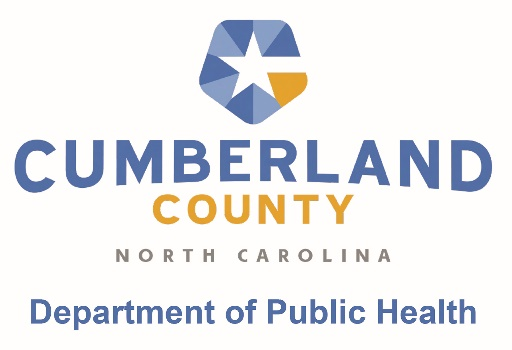 CUMBERLAND
COUNTY
NORTH CAROLINA
Department of Public Health